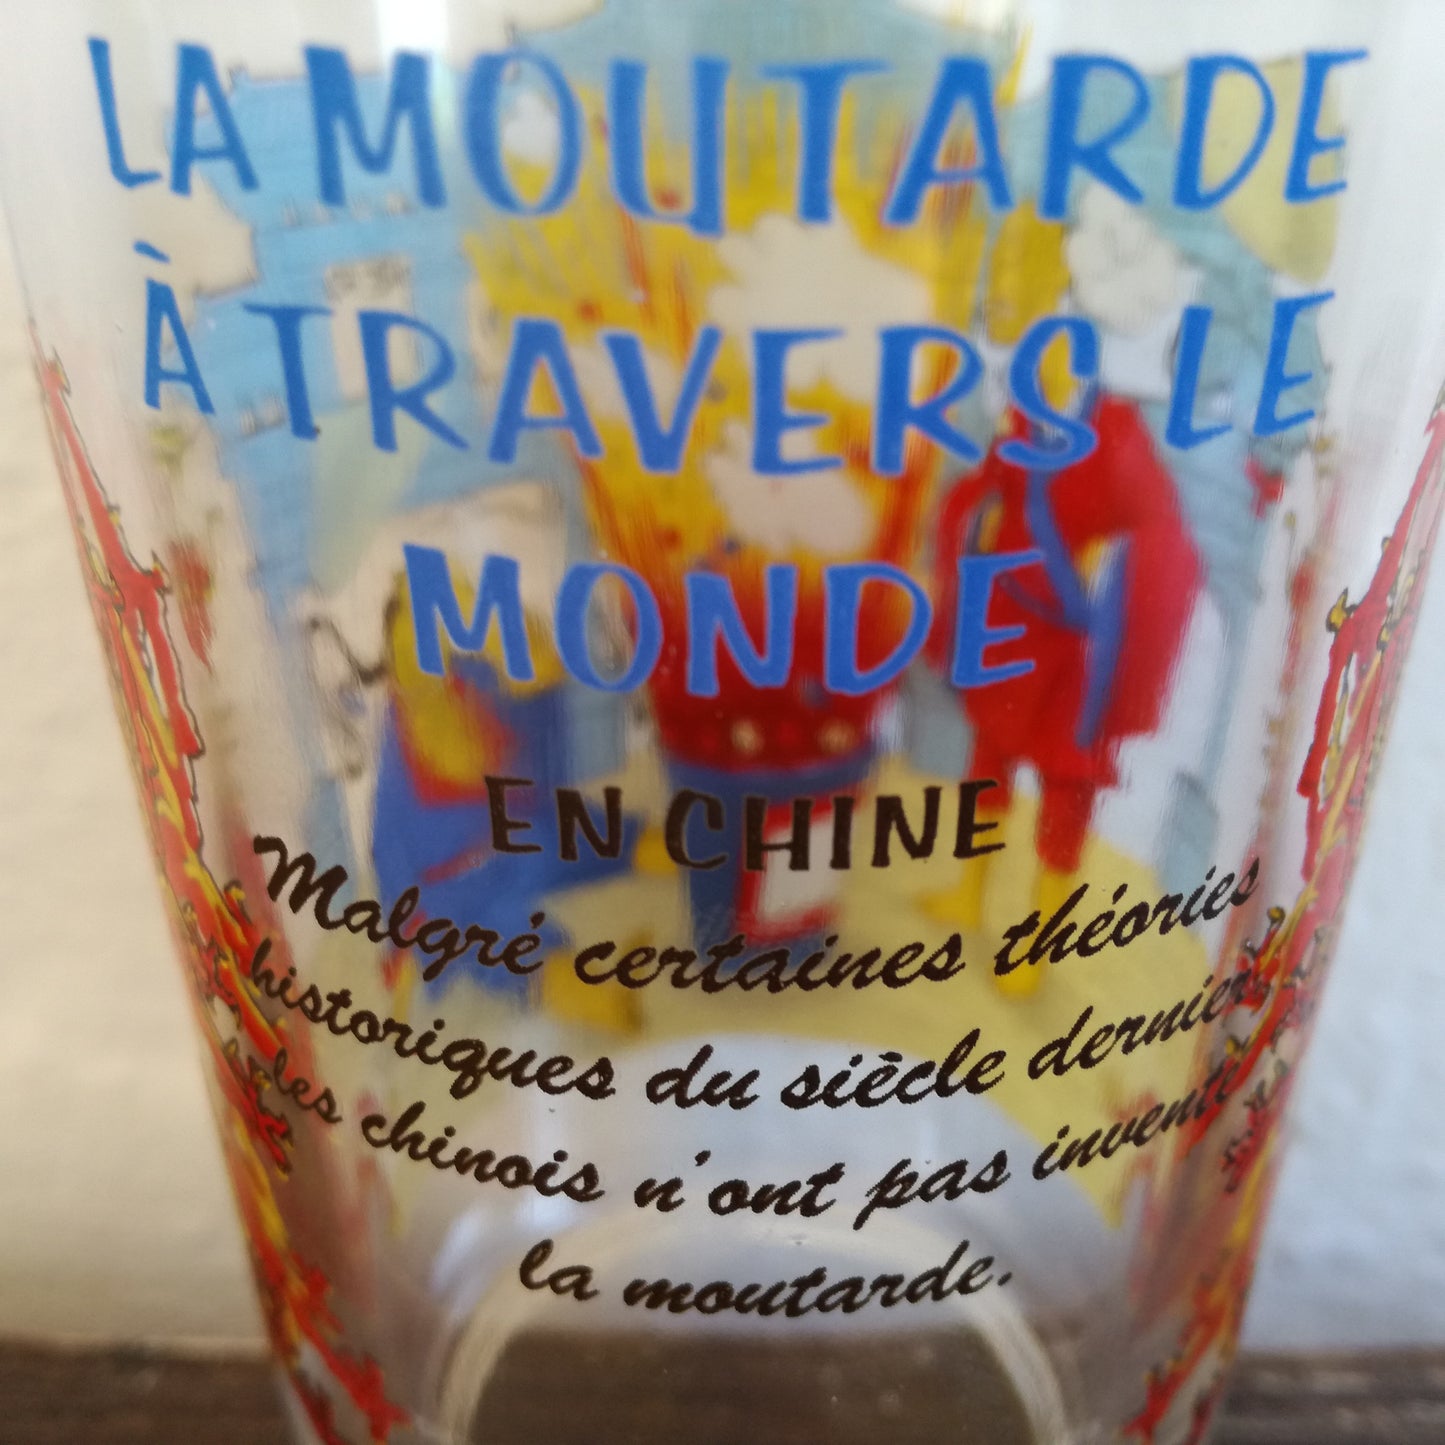 LA MOUTARDE
À TRAVERS LE
MONDE
EN CHINE
Malgré certaines théories
historiques du siècle dernier,
les chinois n'ont pas inventé
la moutarde.